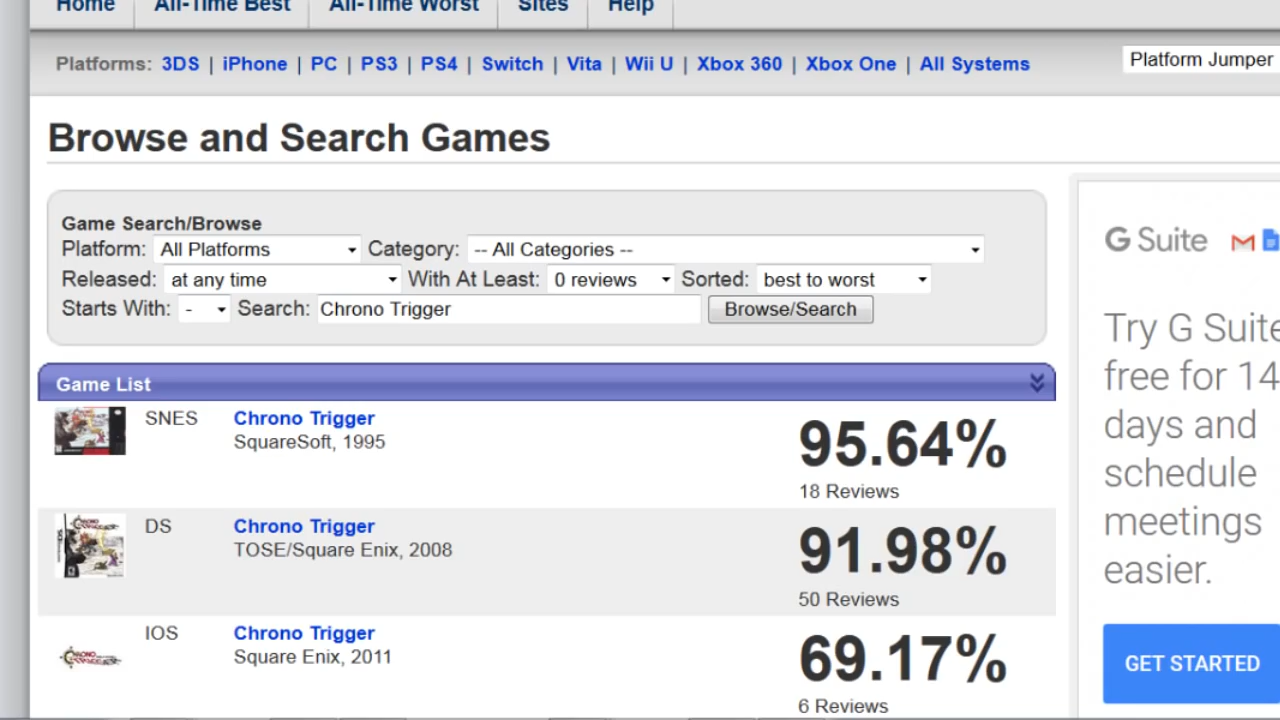 Home All-Time Best All-Time Worst Sites Help
Platforms: 3DS | iPhone | PC | PS3 | PS4 | Switch | Vita | Wii U | Xbox 360 | Xbox One | All Systems Platform Jumper
Browse and Search Games
Game Search/Browse
Platform: All Platforms Category: -- All Categories --
Released: at any time With At Least: 0 reviews Sorted: best to worst
Starts With: - Search: Chrono Trigger Browse/Search
Game List
SNES Chrono Trigger 95.64%
SquareSoft, 1995
18 Reviews
DS Chrono Trigger 91.98%
TOSE/Square Enix, 2008
50 Reviews
IOS Chrono Trigger 69.17%
Square Enix, 2011
6 Reviews
G Suite
Try G Suite
free for 14
days and
schedule
meetings
easier.
GET STARTED